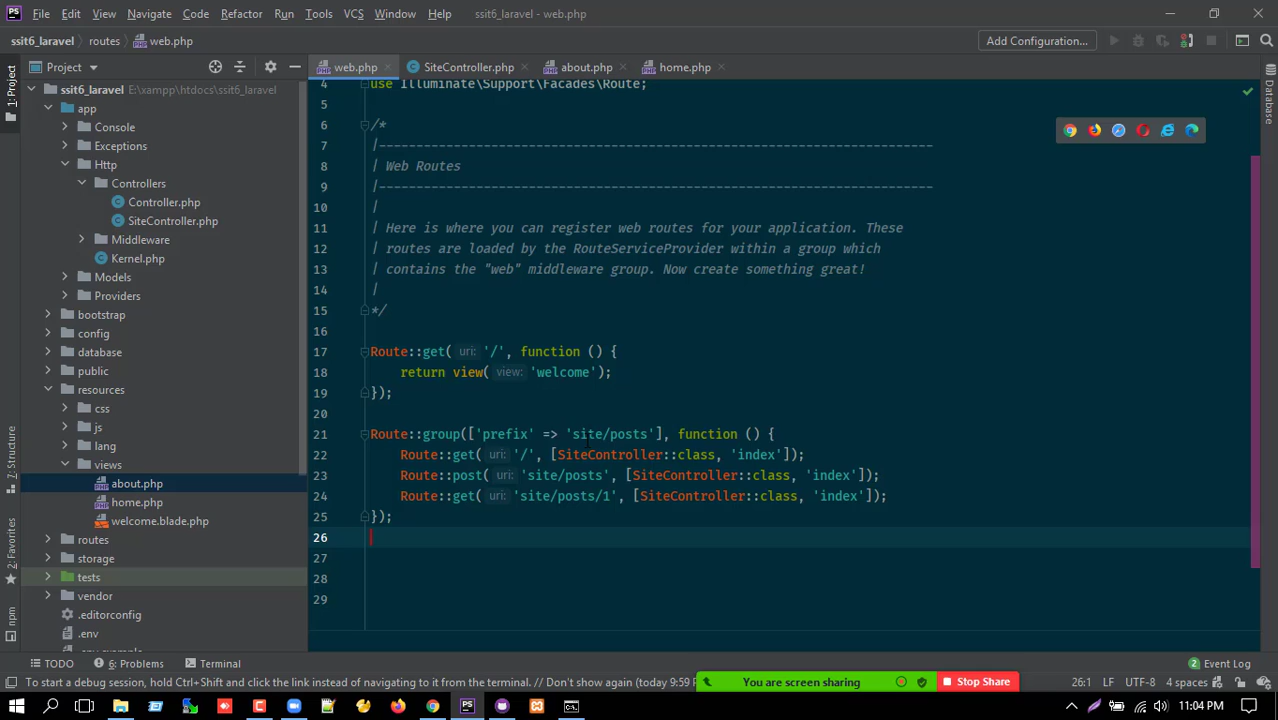 File Edit View Navigate Code Refactor Run Tools VCS Window Help ssit6_laravel - web.php
ssit6_laravel routes web.php Add Configuration...
Project
web.php SiteController.php about.php home.php
1: Project
7: Structure
2: Favorites
npm
Database
ssit6_laravel E:\xampp\htdocs\ssit6_laravel
app
Console
Exceptions
Http
Controllers
Controller.php
SiteController.php
Middleware
Kernel.php
Models
Providers
bootstrap
config
database
public
resources
css
js
lang
views
about.php
home.php
welcome.blade.php
routes
storage
tests
vendor
.editorconfig
.env
4 use Illuminate\Support\Facades\Route;
5
6 /*
7 |--------------------------------------------------------------------------
8 | Web Routes
9 |--------------------------------------------------------------------------
10 |
11 | Here is where you can register web routes for your application. These
12 | routes are loaded by the RouteServiceProvider within a group which
13 | contains the "web" middleware group. Now create something great!
14 |
15 */
16
17 Route::get( uri: '/', function () {
18 return view( view: 'welcome');
19 });
20
21 Route::group(['prefix' => 'site/posts'], function () {
22 Route::get( uri: '/', [SiteController::class, 'index']);
23 Route::post( uri: 'site/posts', [SiteController::class, 'index']);
24 Route::get( uri: 'site/posts/1', [SiteController::class, 'index']);
25 });
26
27
28
29
TODO 6: Problems Terminal 2 Event Log
To start a debug session, hold Ctrl+Shift and click the link instead of navigating to it from the terminal. // Don't show again (today 9:59 P
You are screen sharing Stop Share
26:1 LF UTF-8 4 spaces
11:04 PM